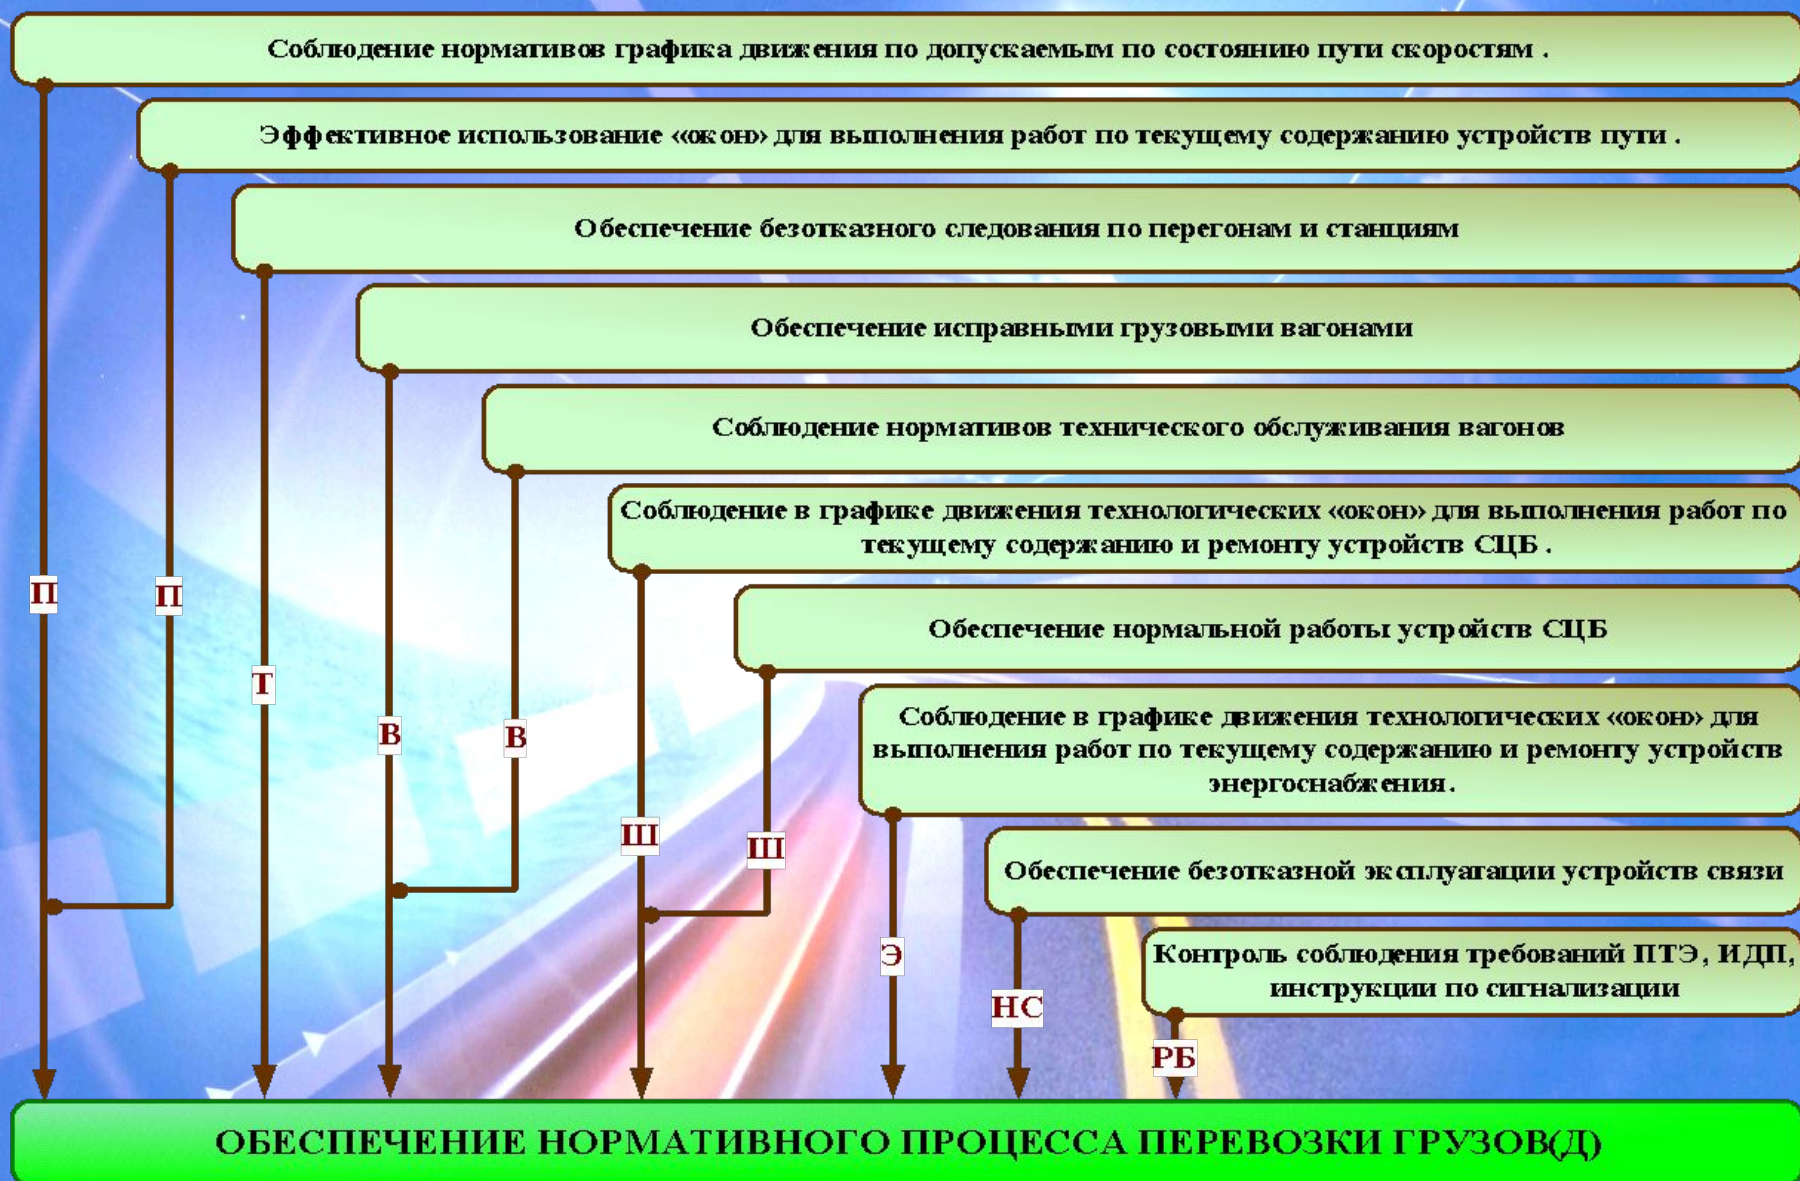 Соблюдение нормативов графика движения по допускаемым по состоянию пути скоростям .
Эффективное использование «окон» для выполнения работ по текущему содержанию устройств пути .
Обеспечение безотказного следования по перегонам и станциям
Обеспечение исправными грузовыми вагонами
Соблюдение нормативов технического обслуживания вагонов
Соблюдение в графике движения технологических «окон» для выполнения работ по
текущему содержанию и ремонту устройств СЦБ .
П
П
Обеспечение нормальной работы устройств СЦБ
Т
Соблюдение в графике движения технологических «окон» для
выполнения работ по текущему содержанию и ремонту устройств
энергоснабжения.
В
В
Ш
Ш
Обеспечение безотказной эксплуатации устройств связи
Э
Контроль соблюдения требований ПТЭ, ИДП,
инструкции по сигнализации
НС
РБ
ОБЕСПЕЧЕНИЕ НОРМАТИВНОГО ПРОЦЕССА ПЕРЕВОЗКИ ГРУЗОВ(Д)